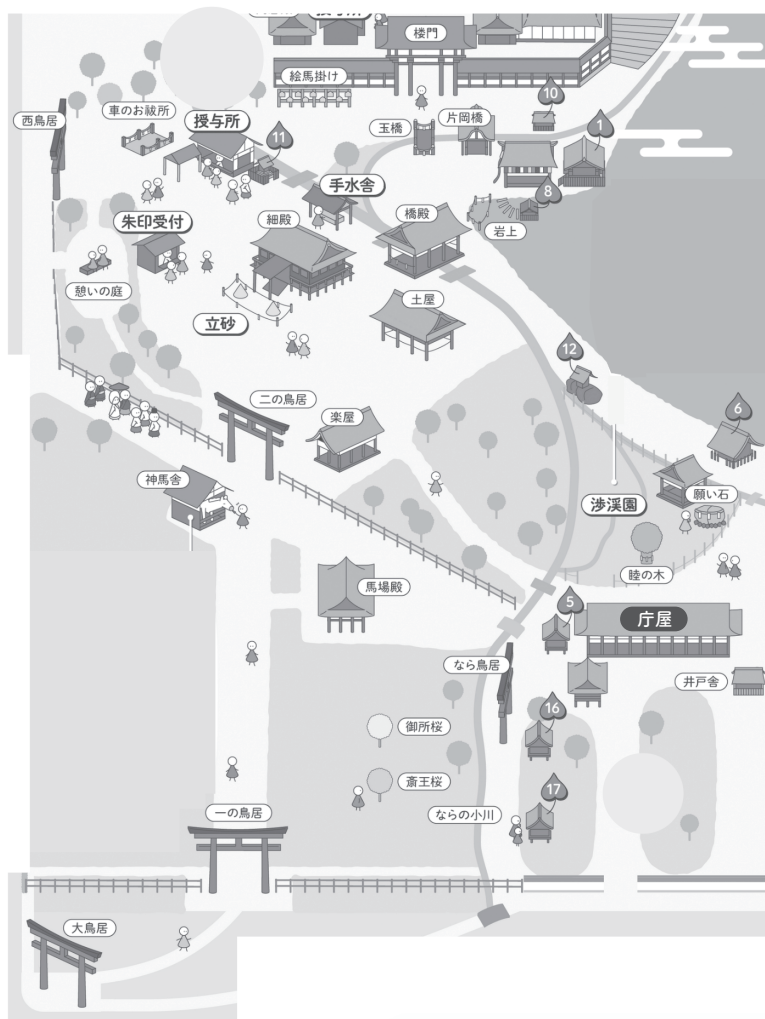 授与所
楼門
絵馬掛け
10
車のお祓所
西鳥居
授与所
11
玉橋
片岡橋
1
手水舎
8
朱印受付
細殿
橋殿
岩上
憩いの庭
立砂
土屋
12
二の鳥居
楽屋
6
神馬舎
渉渓園
願い石
睦の木
馬場殿
5
庁屋
なら鳥居
井戸舎
16
御所桜
斎王桜
17
ならの小川
一の鳥居
大鳥居